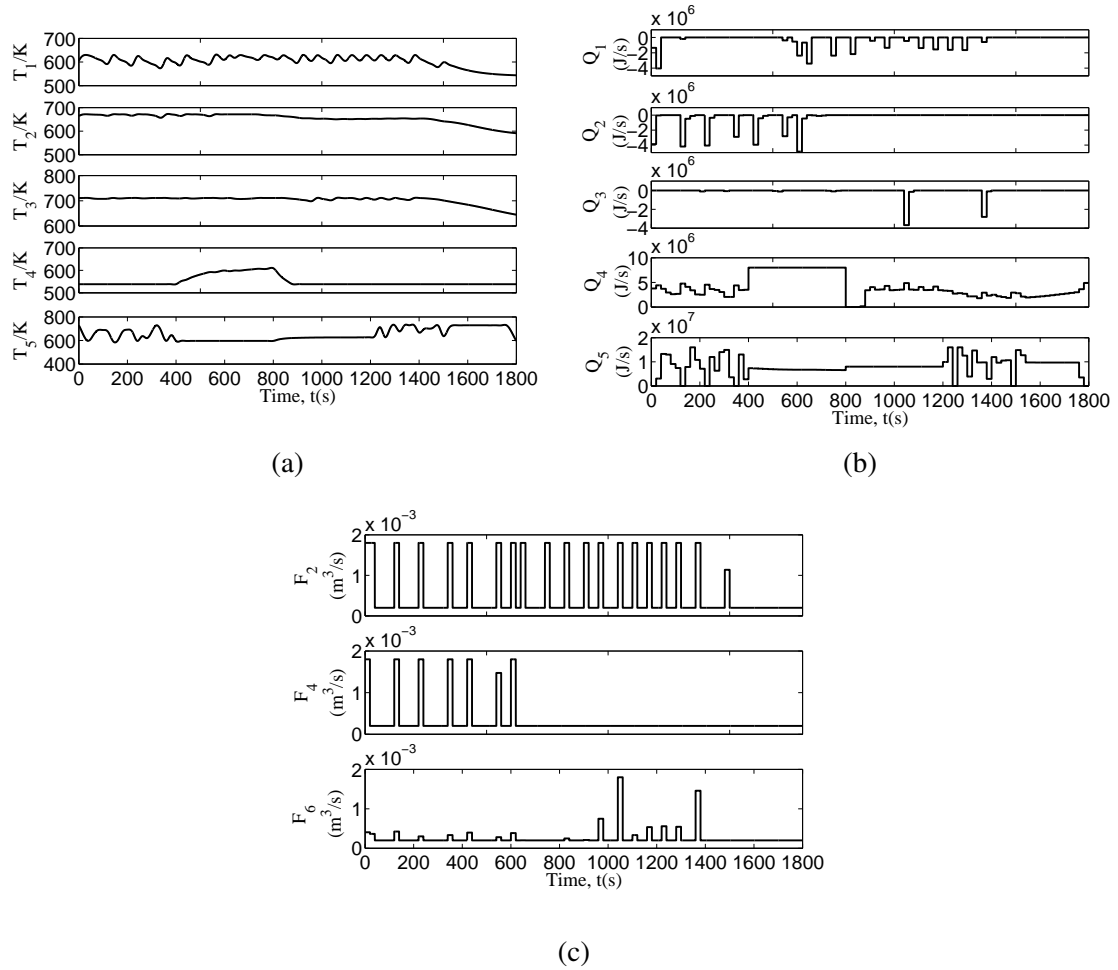 700
600
500
T1/K
700
600
500
T2/K
800
700
600
T3/K
700
600
500
T4/K
800
600
400
T5/K
0 200 400 600 800 1000 1200 1400 1600 1800
Time, t(s)
(a)
x 10^6
0
−2
−4
Q1
(J/s)
x 10^6
0
−2
−4
Q2
(J/s)
x 10^6
0
−2
−4
Q3
(J/s)
x 10^6
10
5
0
Q4
(J/s)
x 10^7
2
1
0
Q5
(J/s)
0 200 400 600 800 1000 1200 1400 1600 1800
Time, t(s)
(b)
x 10^−3
2
1
0
F2
(m^3/s)
x 10^−3
2
1
0
F4
(m^3/s)
x 10^−3
2
1
0
F6
(m^3/s)
0 200 400 600 800 1000 1200 1400 1600 1800
Time, t(s)
(c)